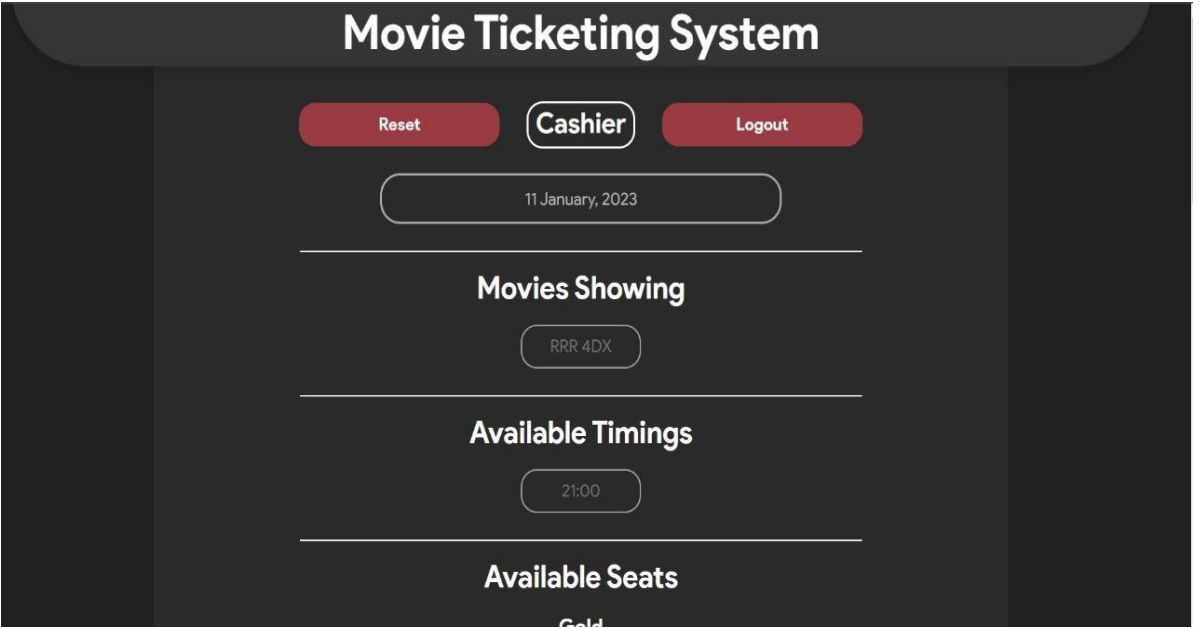 Movie Ticketing System
Reset Cashier Logout
11 January, 2023
Movies Showing
RRR 4DX
Available Timings
21:00
Available Seats
Gold